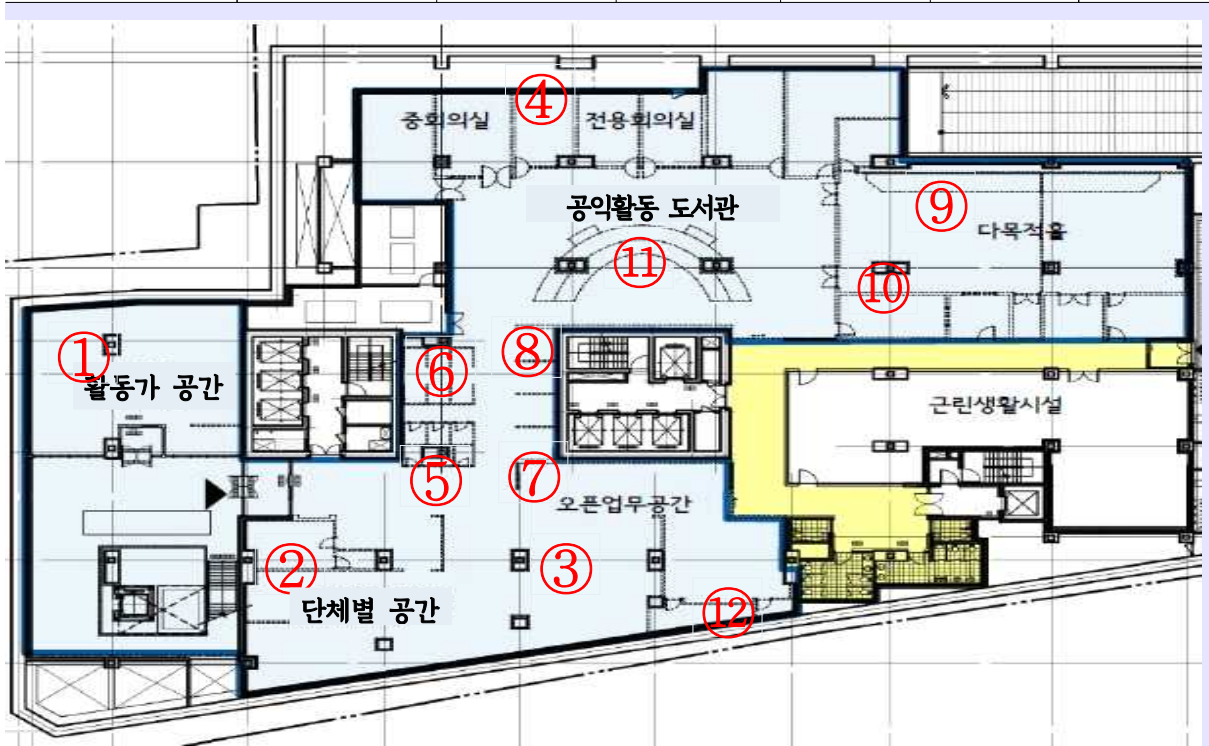 ④
중회의실
전용회의실
공익활동 도서관
⑨
다목적홀
⑪
⑩
①
활동가 공간
⑧
⑥
근린생활시설
⑤
⑦
오픈업무공간
②
③
단체별 공간
⑫